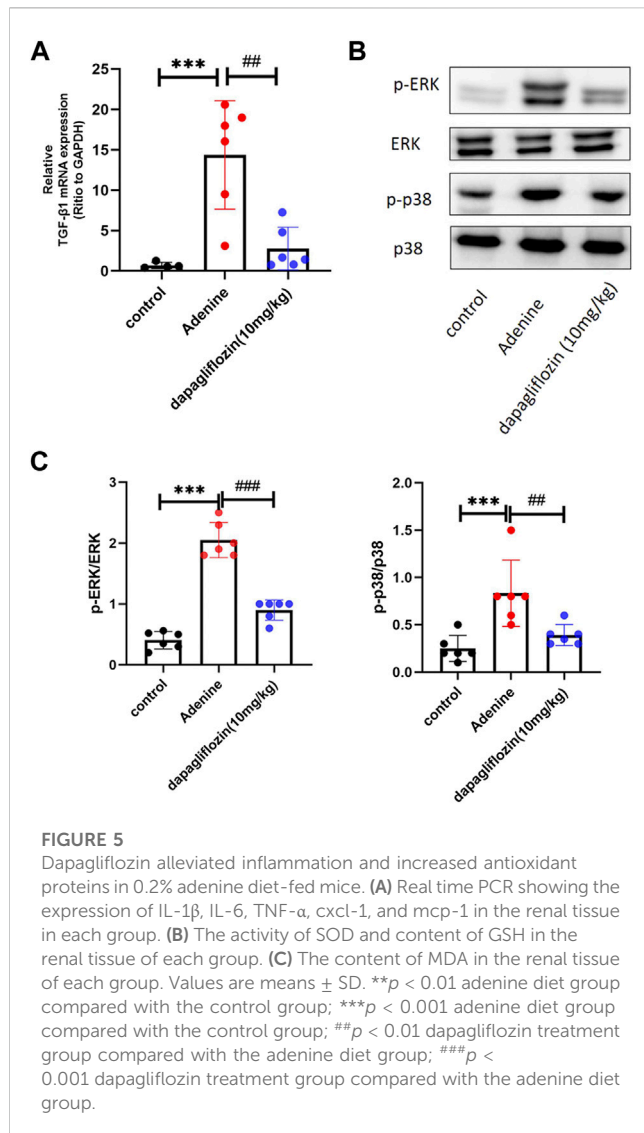 A
***
##
25
20
15
10
5
0
Relative
TGF-β1 mRNA expression
(Ritio to GAPDH)
control
Adenine
dapagliflozin(10mg/kg)
B
p-ERK
ERK
p-p38
p38
control
Adenine
dapagliflozin (10mg/kg)
C
***
###
3
2
1
0
p-ERK/ERK
control
Adenine
dapagliflozin(10mg/kg)
***
##
2.0
1.5
1.0
0.5
0.0
p-p38/p38
control
Adenine
dapagliflozin(10mg/kg)
FIGURE 5
Dapagliflozin alleviated inflammation and increased antioxidant
proteins in 0.2% adenine diet-fed mice. (A) Real time PCR showing the
expression of IL-1β, IL-6, TNF-α, cxcl-1, and mcp-1 in the renal tissue
in each group. (B) The activity of SOD and content of GSH in the
renal tissue of each group. (C) The content of MDA in the renal tissue
of each group. Values are means ± SD. **p < 0.01 adenine diet group
compared with the control group; ***p < 0.001 adenine diet group
compared with the control group; ##p < 0.01 dapagliflozin treatment
group compared with the adenine diet group; ###p <
0.001 dapagliflozin treatment group compared with the adenine diet
group.